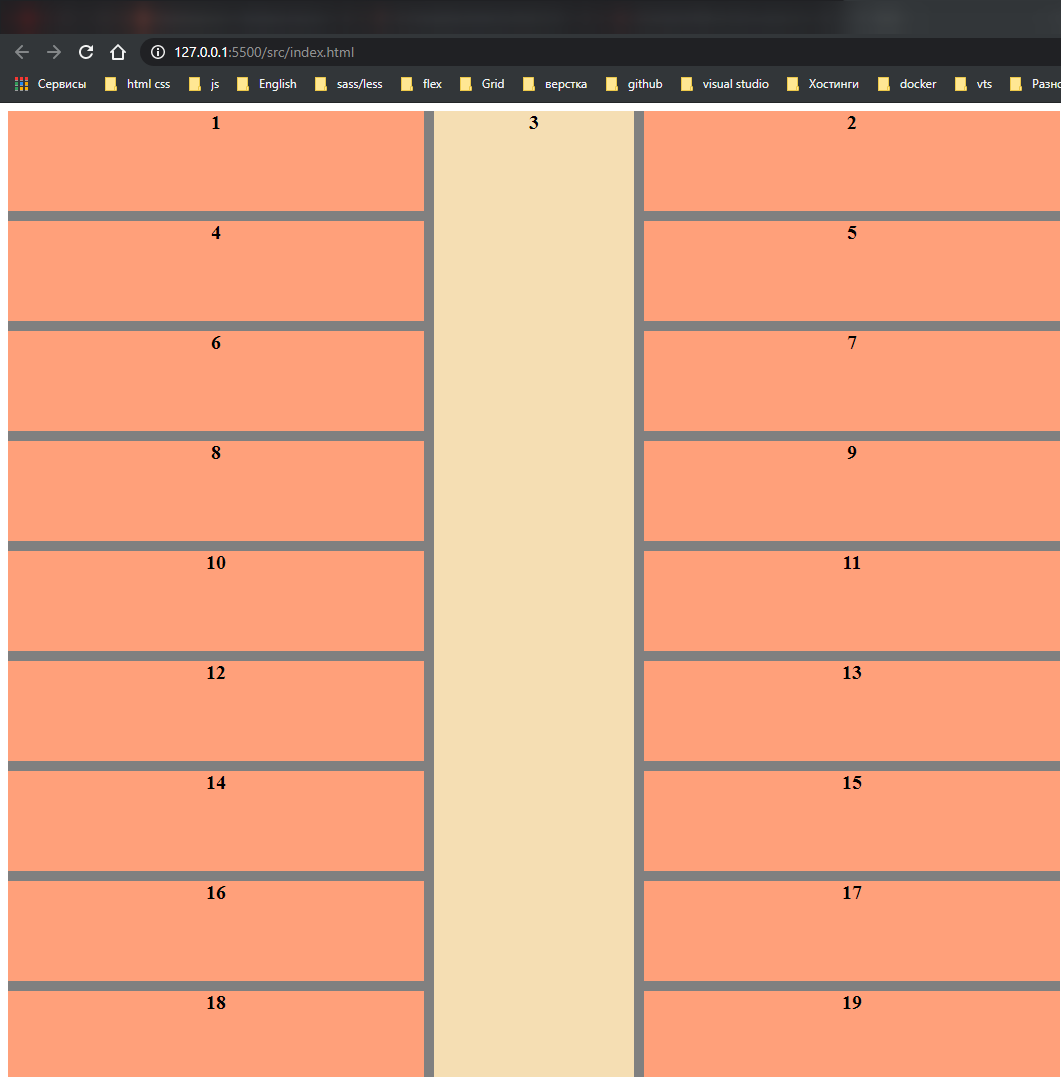 127.0.0.1:5500/src/index.html
Сервисы html css js English sass/less flex Grid верстка github visual studio Хостинги docker vts Разно
1 3 2
4 5
6 7
8 9
10 11
12 13
14 15
16 17
18 19